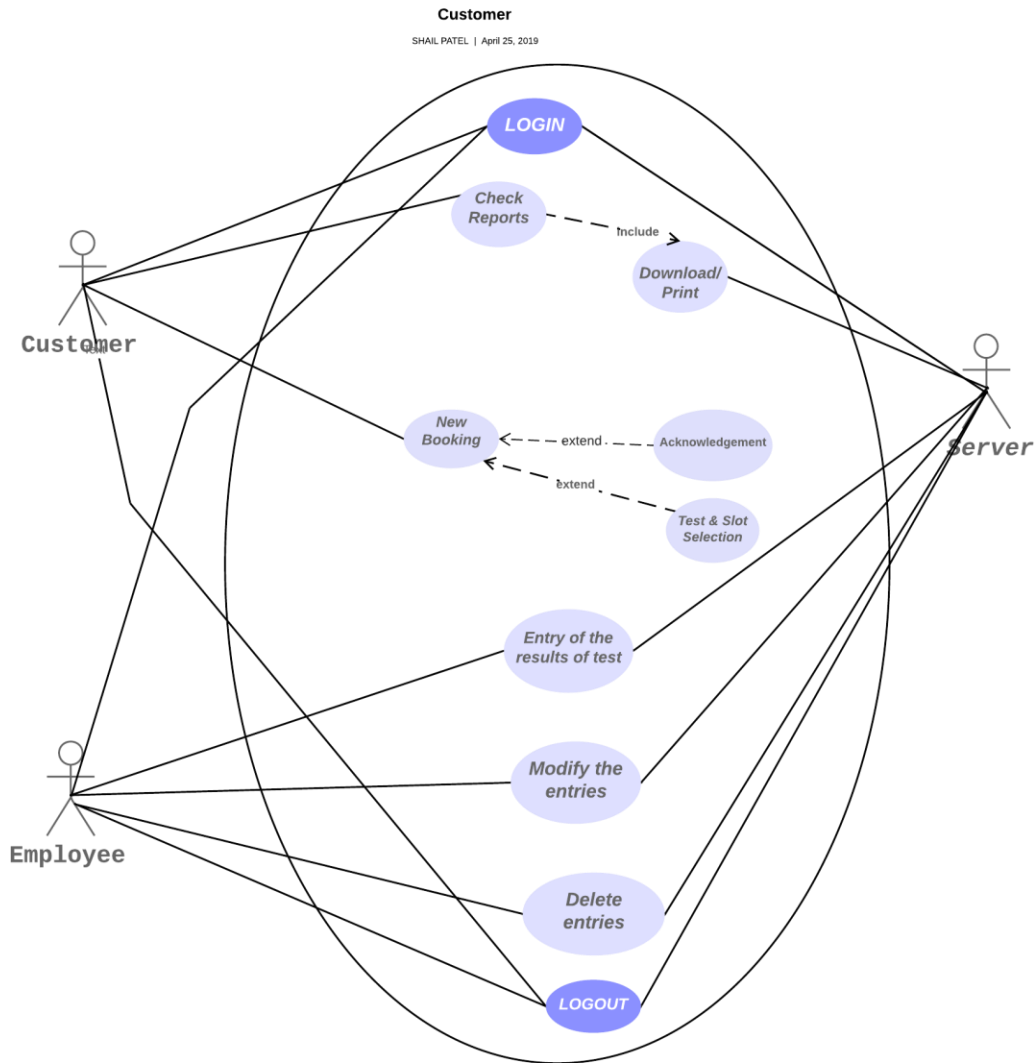 Customer
SHAIL PATEL | April 25, 2019
LOGIN
Check
Reports
Include
Download/
Print
Customer
Text
Server
New
Booking
extend
Acknowledgement
extend
Test & Slot
Selection
Entry of the
results of test
Modify the
entries
Employee
Delete
entries
LOGOUT